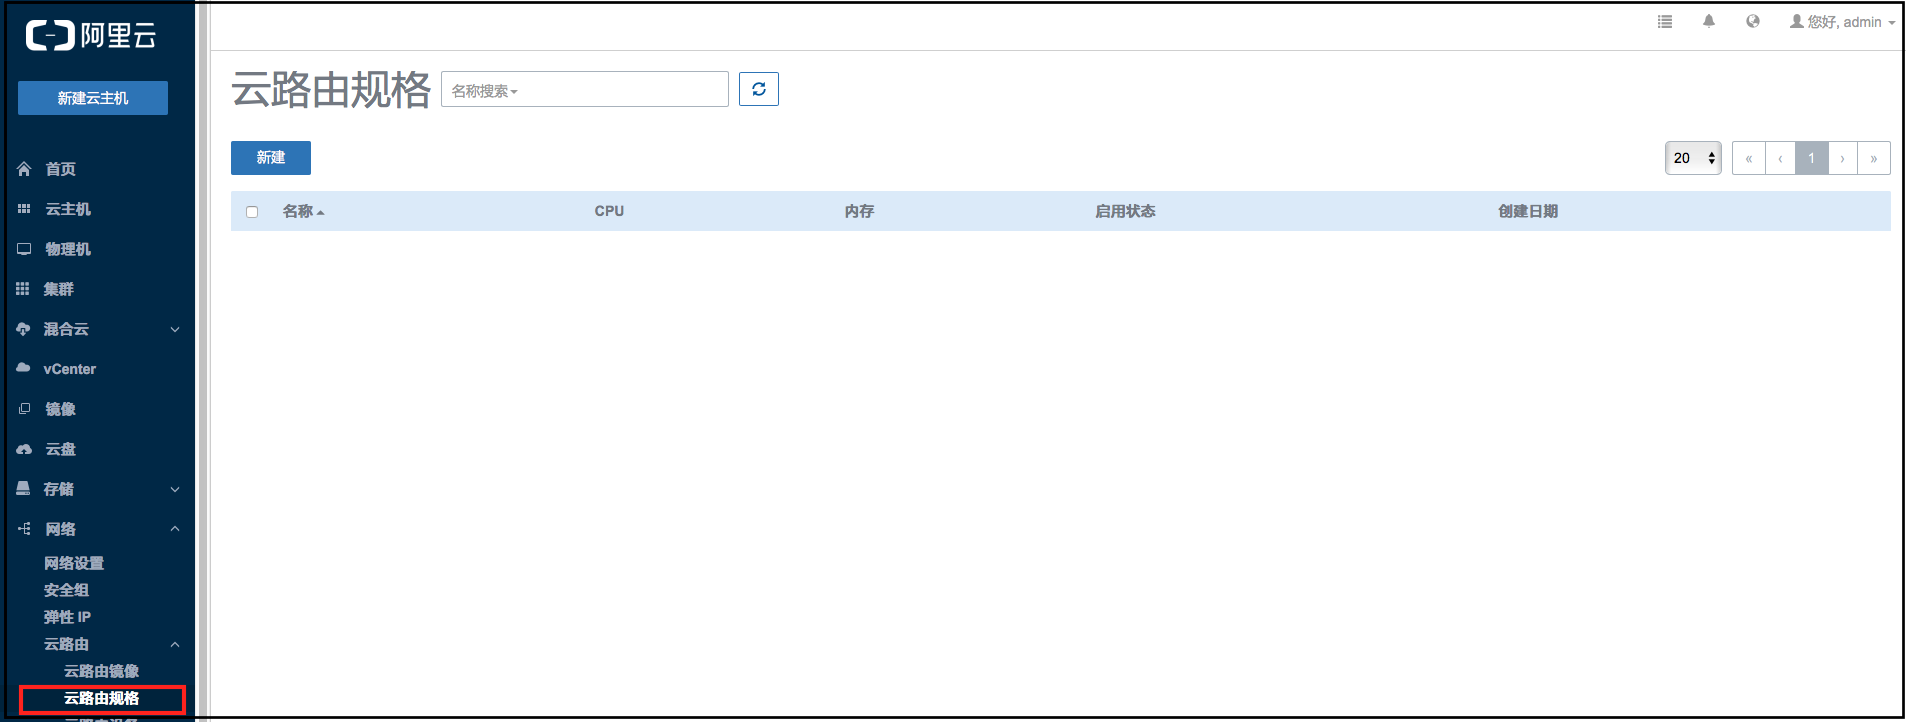 阿里云
新建云主机
首页
云主机
物理机
集群
混合云
vCenter
镜像
云盘
存储
网络
网络设置
安全组
弹性 IP
云路由
云路由镜像
云路由规格
您好, admin
云路由规格
名称搜索
新建
20
« ‹ 1 › »
名称 CPU 内存 启用状态 创建日期